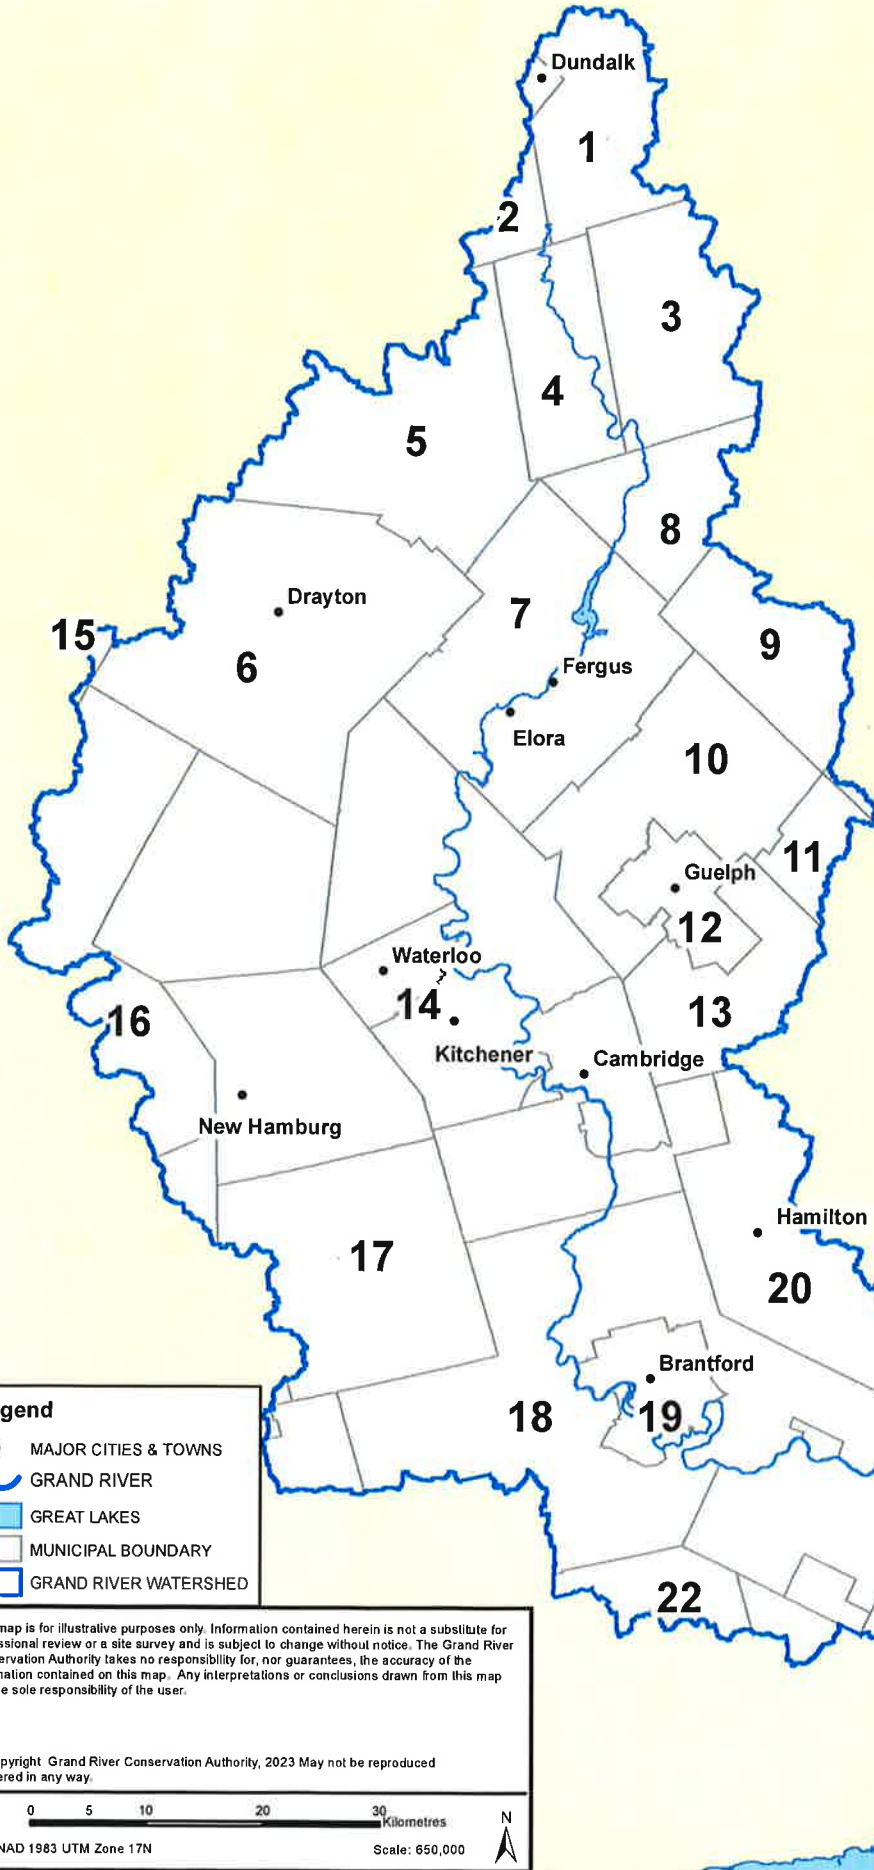 Dundalk
1
2
3
4
5
8
Drayton
7
15
9
6
Fergus
Elora
10
11
Guelph
12
Waterloo
14
13
16
Kitchener
Cambridge
New Hamburg
Hamilton
17
20
Brantford
18
19
gend
MAJOR CITIES & TOWNS
GRAND RIVER
GREAT LAKES
MUNICIPAL BOUNDARY
GRAND RIVER WATERSHED
22
map is for illustrative purposes only. Information contained herein is not a substitute for
ssional review or a site survey and is subject to change without notice. The Grand River
ervation Authority takes no responsibility for, nor guarantees, the accuracy of the
mation contained on this map. Any interpretations or conclusions drawn from this map
e sole responsibility of the user.
pyright Grand River Conservation Authority, 2023 May not be reproduced
ered in any way.
0 5 10 20 30
Kilometres
N
NAD 1983 UTM Zone 17N Scale: 650,000